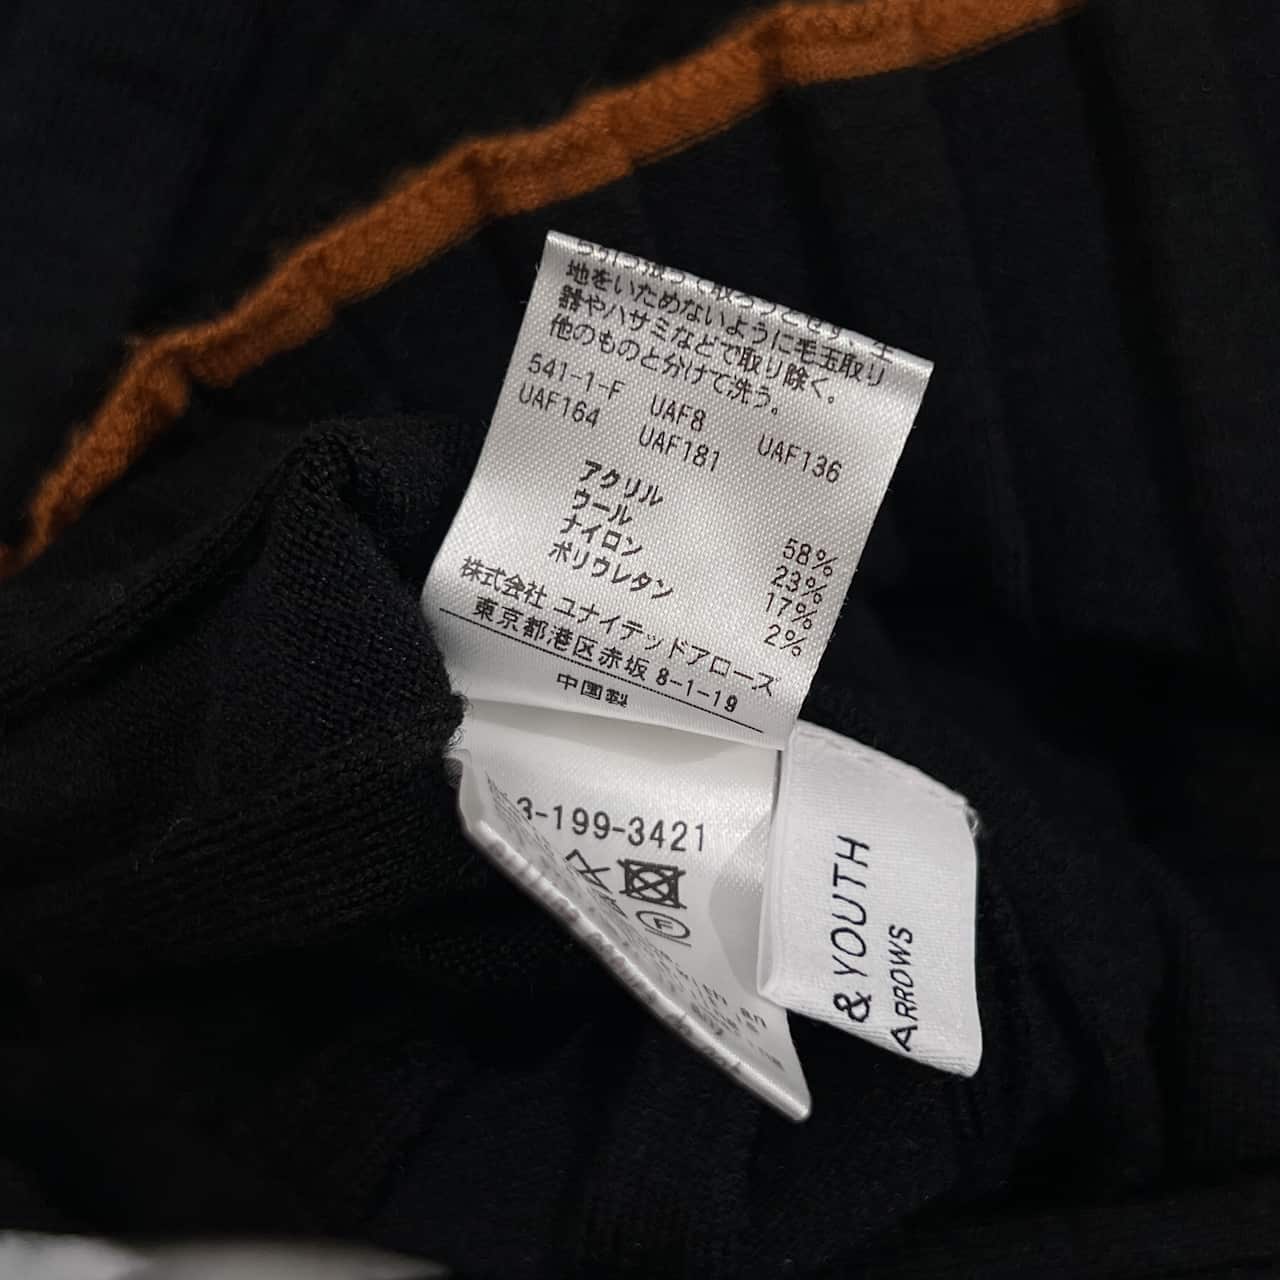 地をいためないように毛玉取り
器やハサミなどで取り除く。
他のものと分けて洗う。
541-1-F UAF8 UAF136
UAF164 UAF181
アクリル 58%
ウール 23%
ナイロン 17%
ポリウレタン 2%
株式会社 ユナイテッドアローズ
東京都港区赤坂 8-1-19
中国製
3-199-3421
F
& YOUTH
ARROWS